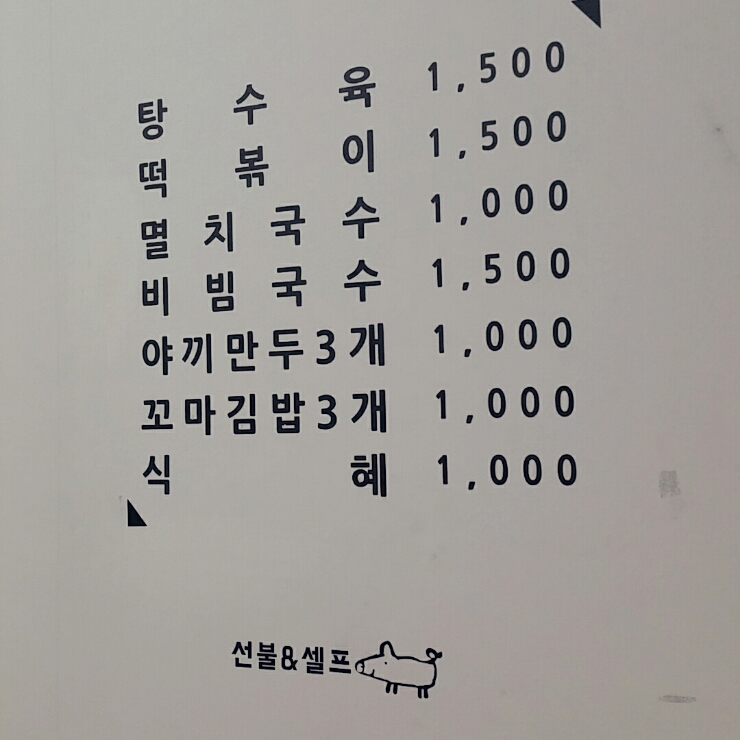 탕수육 1,500
떡볶이 1,500
멸치국수 1,000
비빔국수 1,500
야끼만두3개 1,000
꼬마김밥3개 1,000
식혜 1,000
선불&셀프